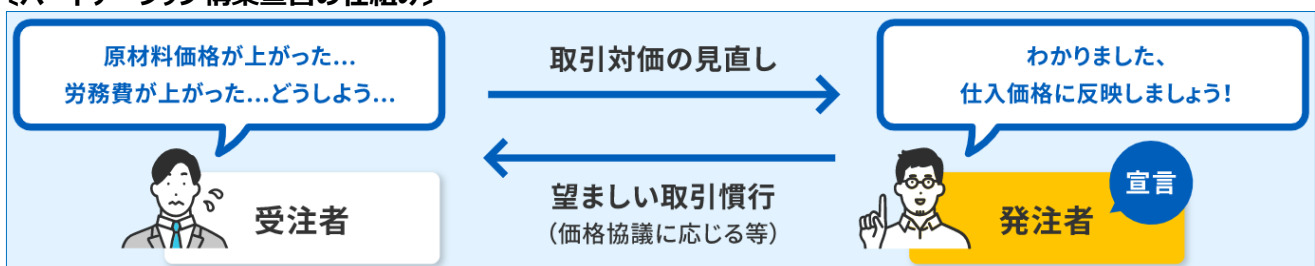 原材料価格が上がった…
労務費が上がった…どうしよう…
取引対価の見直し
わかりました、
仕入価格に反映しましょう!
望ましい取引慣行
（価格協議に応じる等）
受注者
発注者
宣言